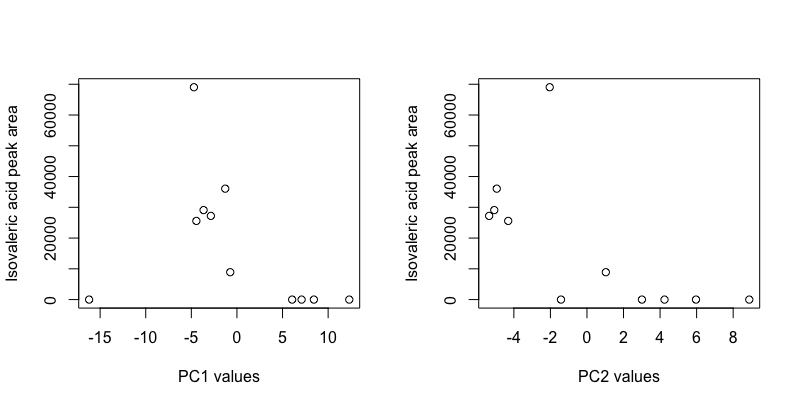 Isovaleric acid peak area
0 20000 40000 60000
-15 -10 -5 0 5 10
PC1 values
Isovaleric acid peak area
0 20000 40000 60000
-4 -2 0 2 4 6 8
PC2 values